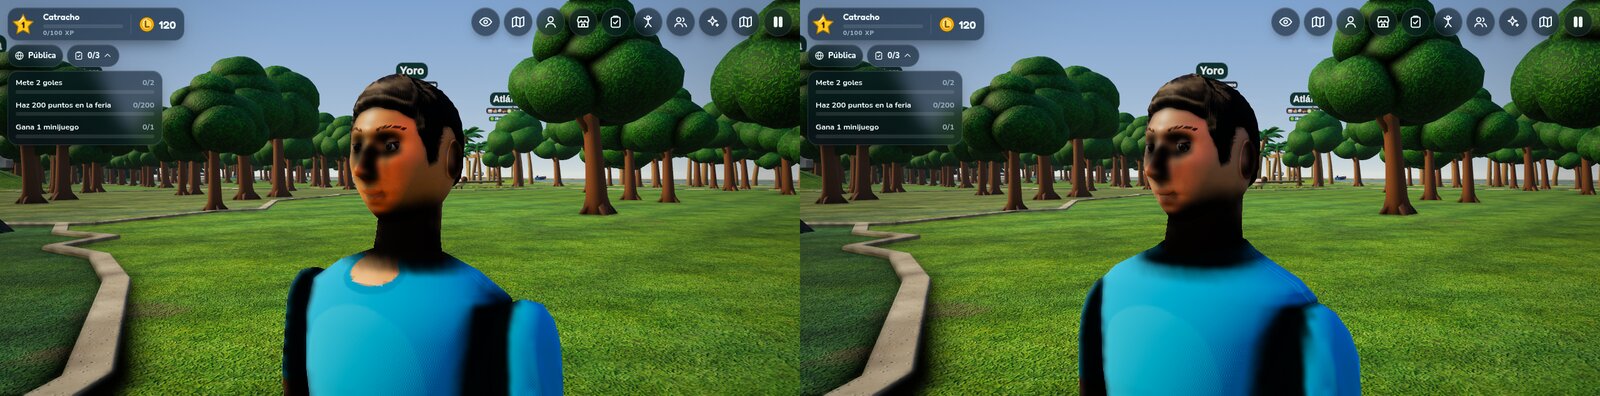 1
Catracho
0/100 XP
L 120
Pública
0/3
Mete 2 goles 0/2
Haz 200 puntos en la feria 0/200
Gana 1 minijuego 0/1
Yoro
1
Catracho
0/100 XP
L 120
Pública
0/3
Mete 2 goles 0/2
Haz 200 puntos en la feria 0/200
Gana 1 minijuego 0/1
Yoro